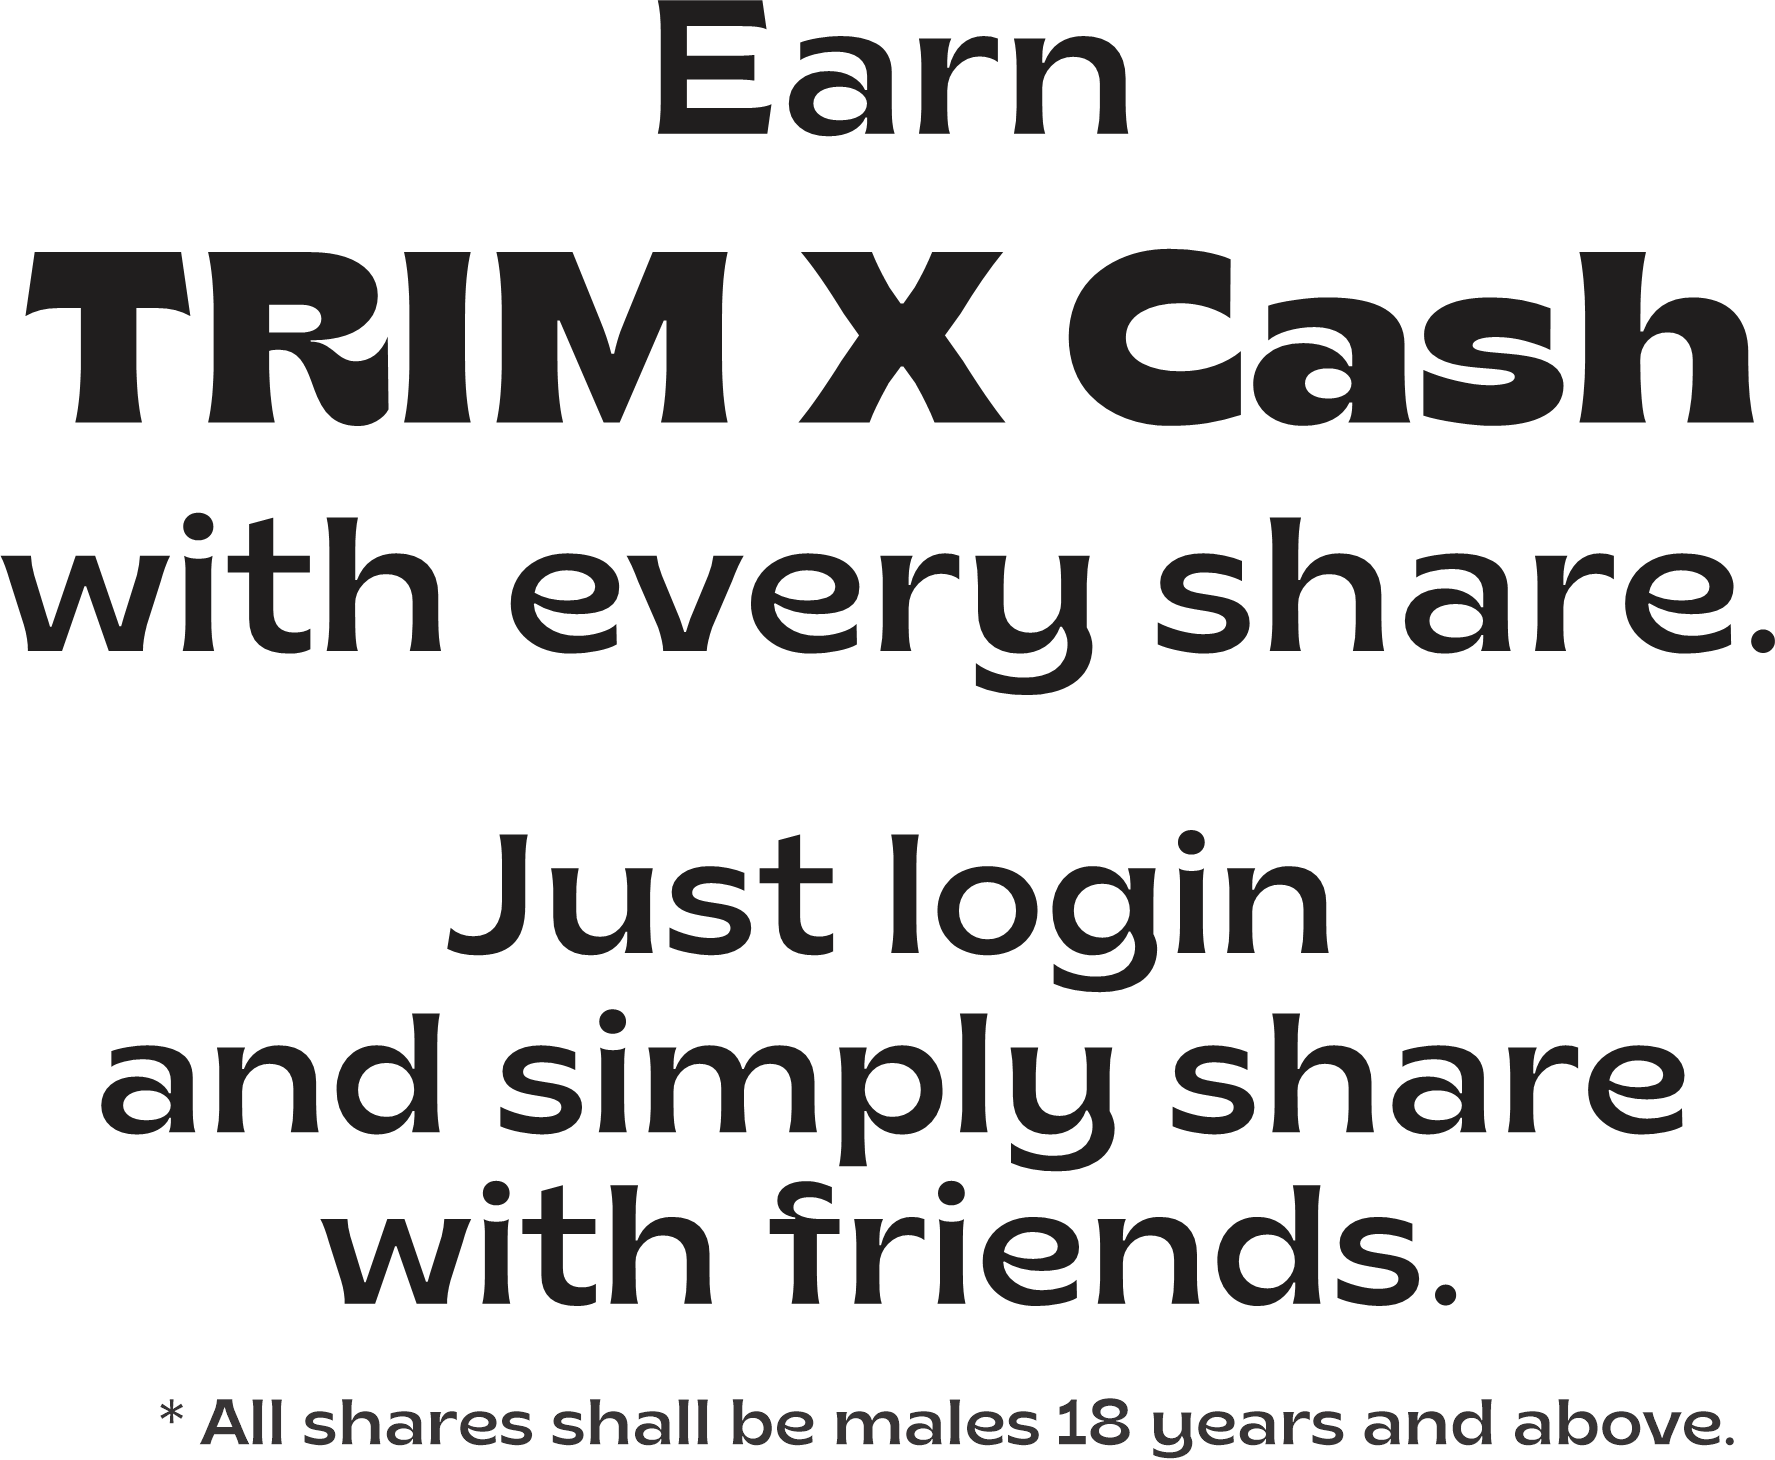 Earn
TRIM X Cash
with every share.
Just login
and simply share
with friends.
* All shares shall be males 18 years and above.